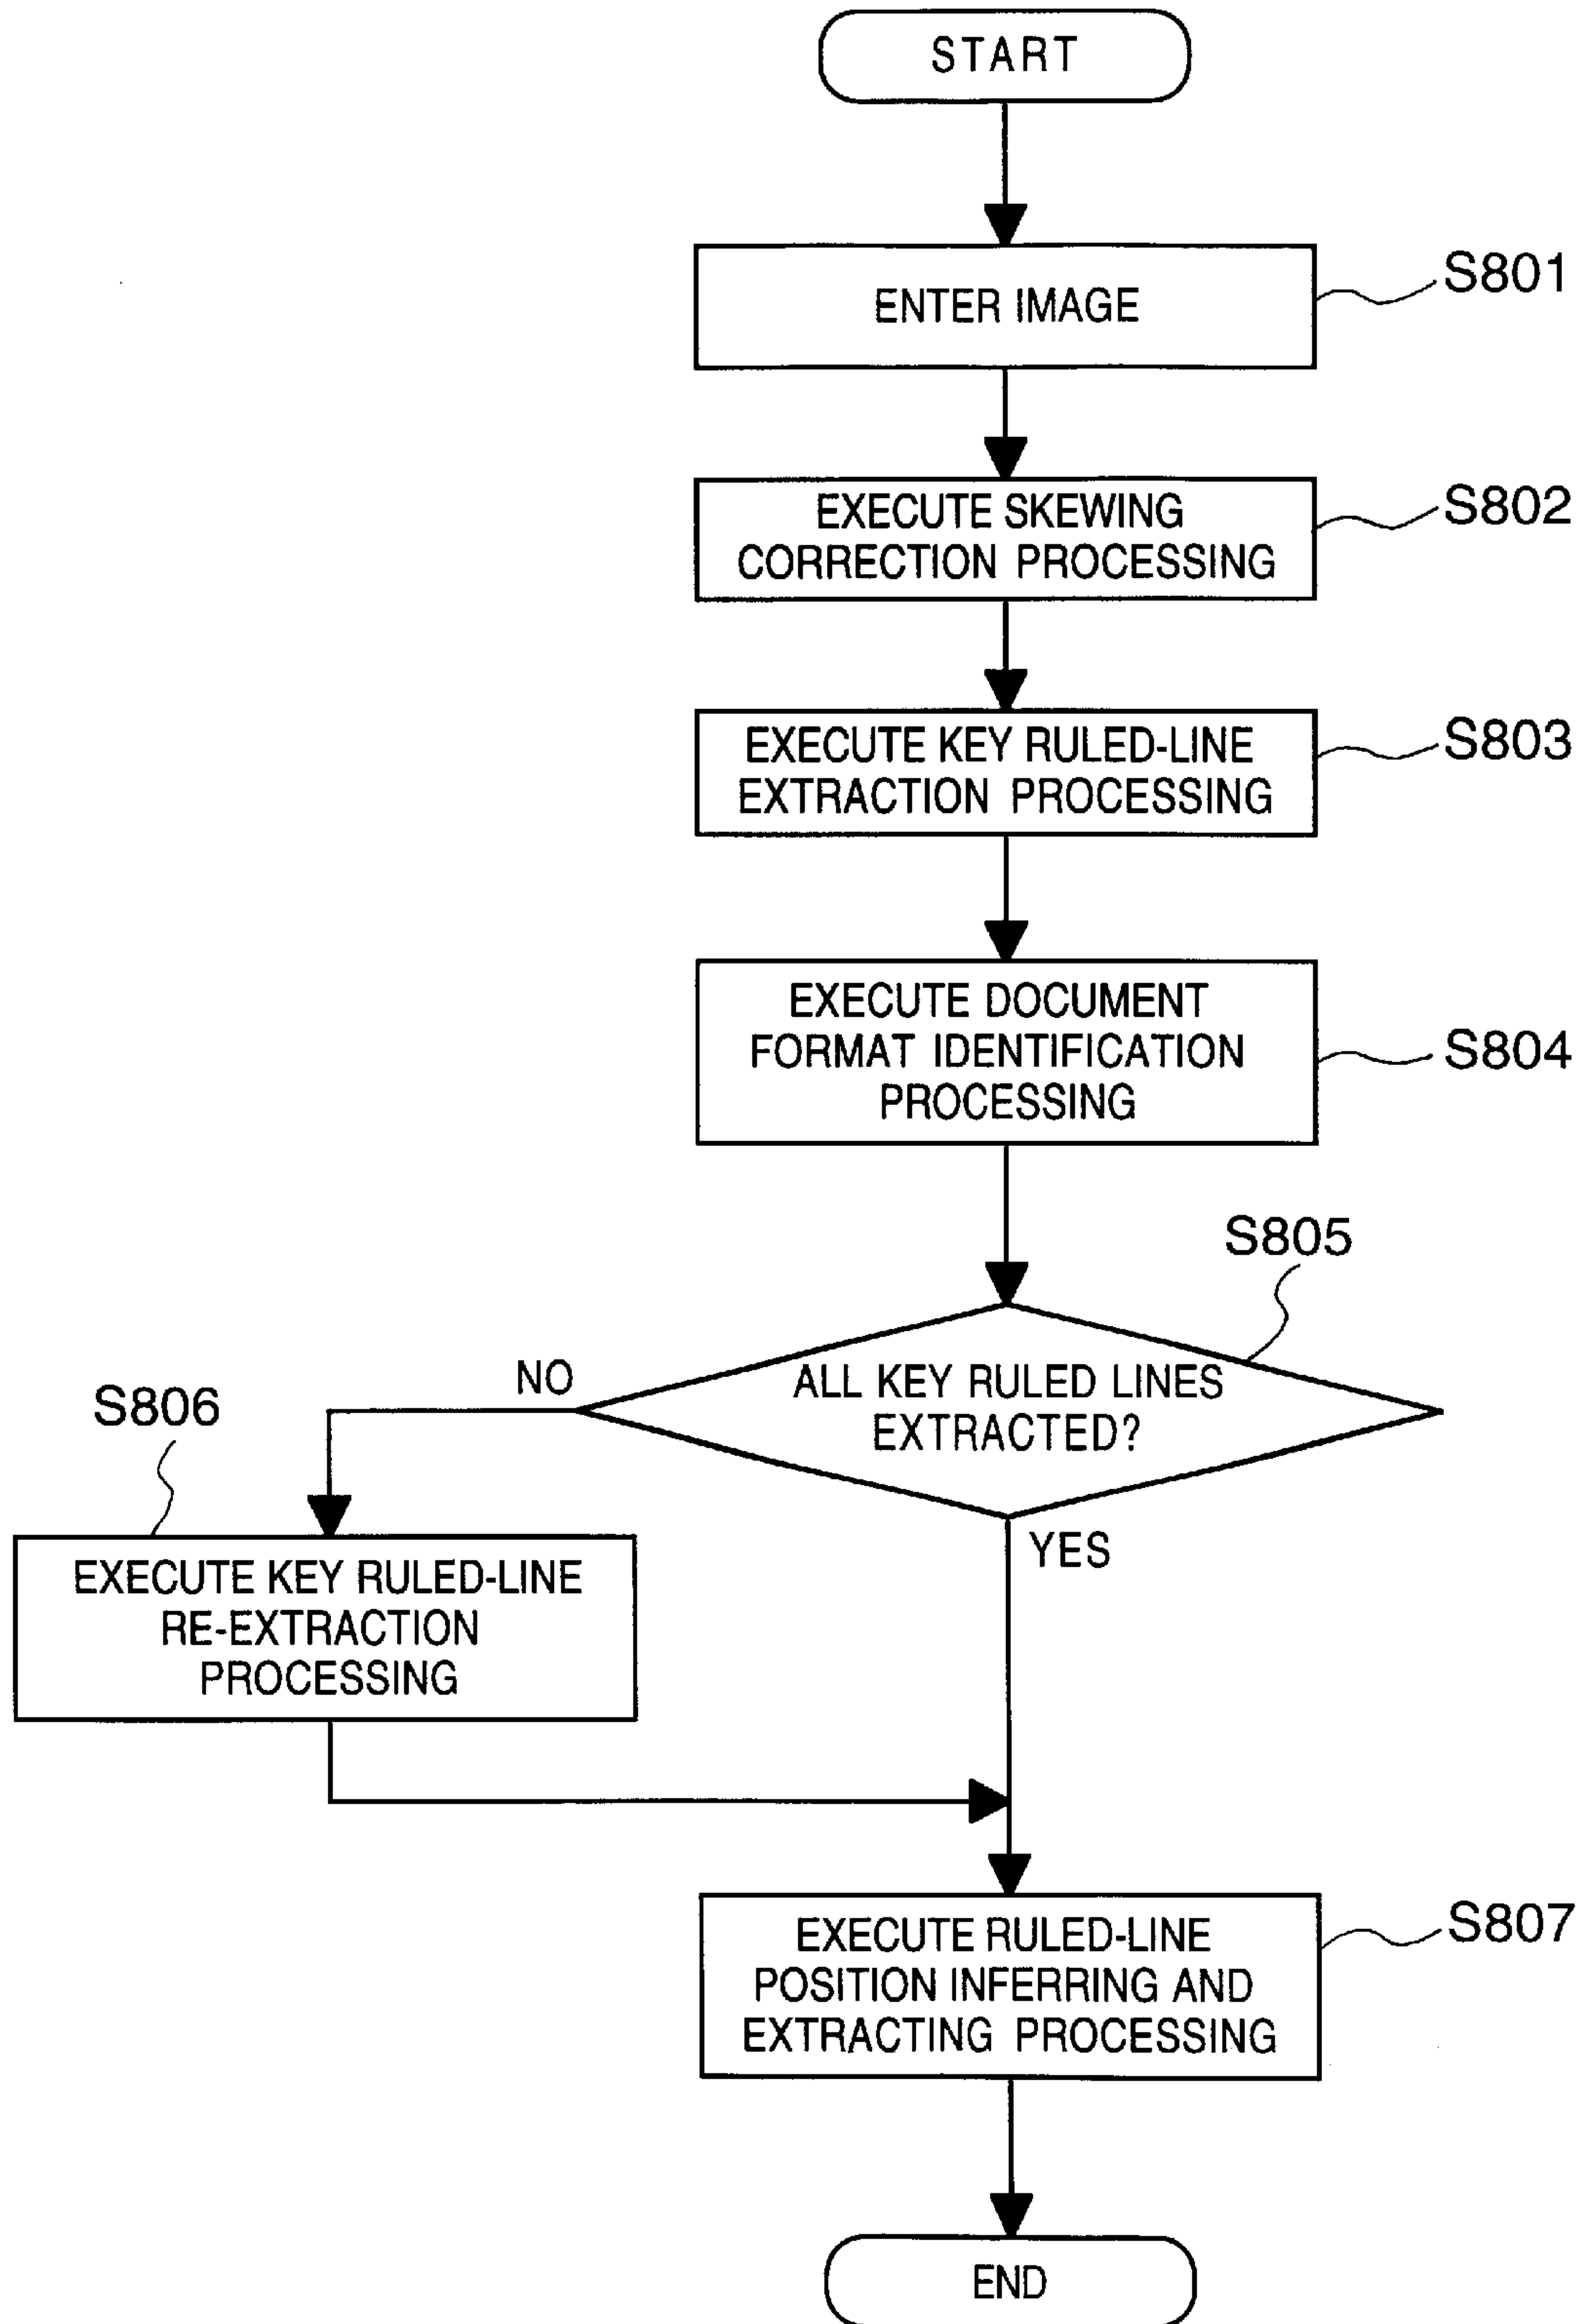 START
ENTER IMAGE
S801
EXECUTE SKEWING
CORRECTION PROCESSING
S802
EXECUTE KEY RULED-LINE
EXTRACTION PROCESSING
S803
EXECUTE DOCUMENT
FORMAT IDENTIFICATION
PROCESSING
S804
S805
ALL KEY RULED LINES
EXTRACTED?
NO
YES
S806
EXECUTE KEY RULED-LINE
RE-EXTRACTION
PROCESSING
EXECUTE RULED-LINE
POSITION INFERRING AND
EXTRACTING PROCESSING
S807
END